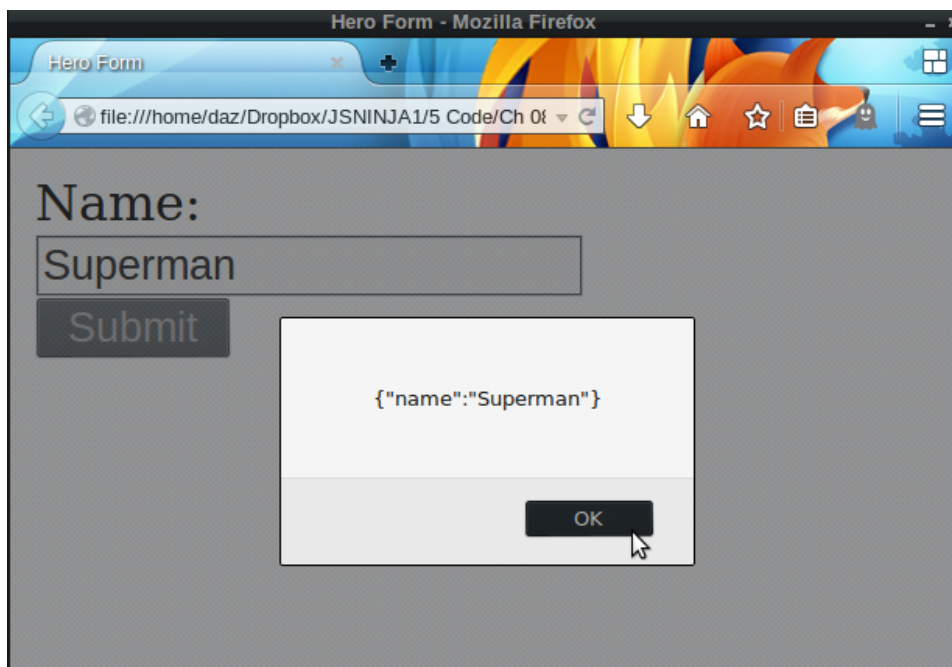 Hero Form - Mozilla Firefox
Hero Form
file:///home/daz/Dropbox/JSNINJA1/5 Code/Ch 08
Name:
Superman
Submit
{"name":"Superman"}
OK